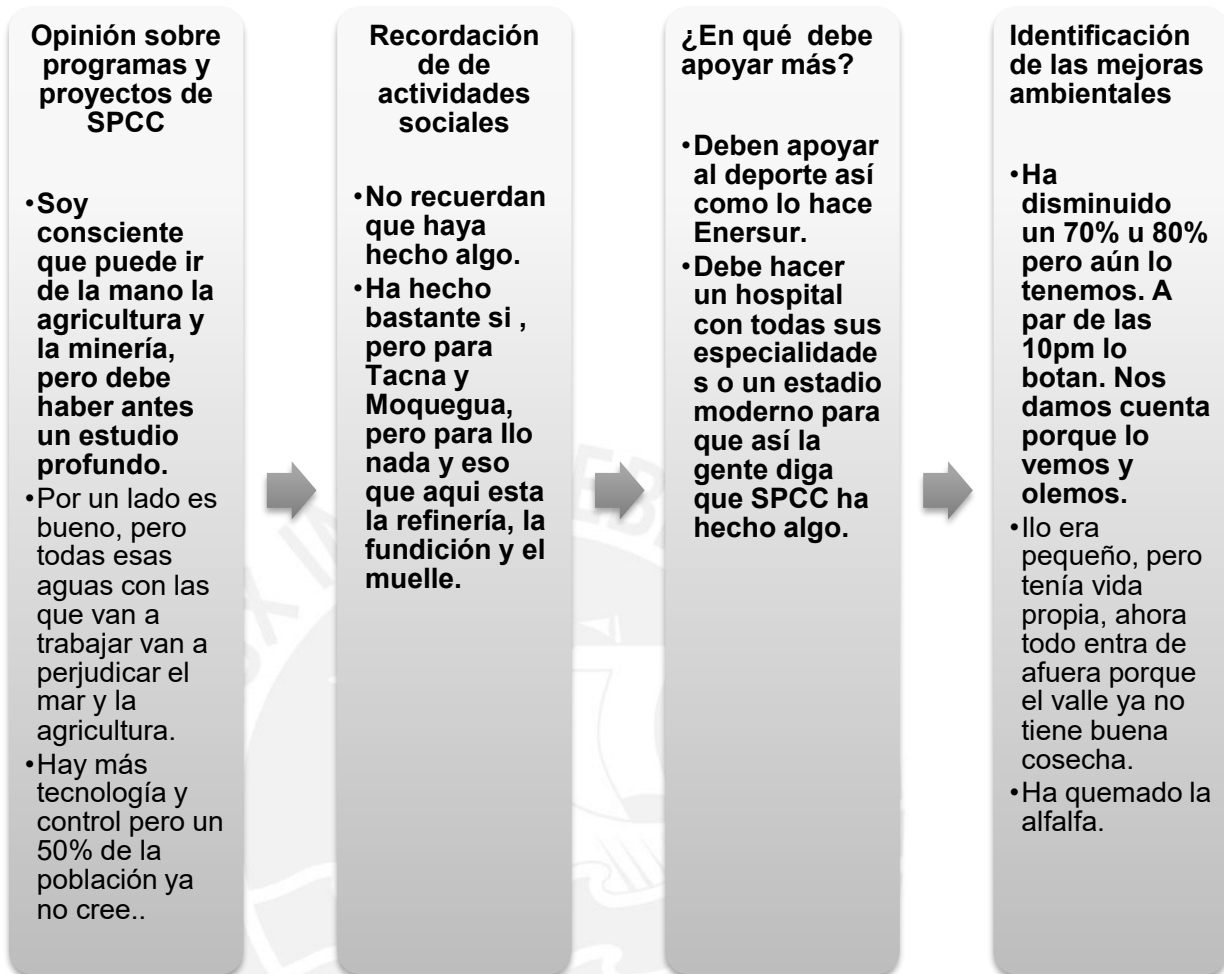 Opinión sobre
programas y
proyectos de
SPCC
•Soy
consciente
que puede ir
de la mano la
agricultura y
la minería,
pero debe
haber antes
un estudio
profundo.
•Por un lado es
bueno, pero
todas esas
aguas con las
que van a
trabajar van a
perjudicar el
mar y la
agricultura.
•Hay más
tecnología y
control pero un
50% de la
población ya
no cree..
Recordación
de de
actividades
sociales
•No recuerdan
que haya
hecho algo.
•Ha hecho
bastante si ,
pero para
Tacna y
Moquegua,
pero para Ilo
nada y eso
que aqui esta
la refinería, la
fundición y el
muelle.
¿En qué  debe
apoyar más?
•Deben apoyar
al deporte así
como lo hace
Enersur.
•Debe hacer
un hospital
con todas sus
especialidade
s o un estadio
moderno para
que así la
gente diga
que SPCC ha
hecho algo.
Identificación
de las mejoras
ambientales
•Ha
disminuido
un 70% u 80%
pero aún lo
tenemos. A
par de las
10pm lo
botan. Nos
damos cuenta
porque lo
vemos y
olemos.
•Ilo era
pequeño, pero
tenía vida
propia, ahora
todo entra de
afuera porque
el valle ya no
tiene buena
cosecha.
•Ha quemado la
alfalfa.